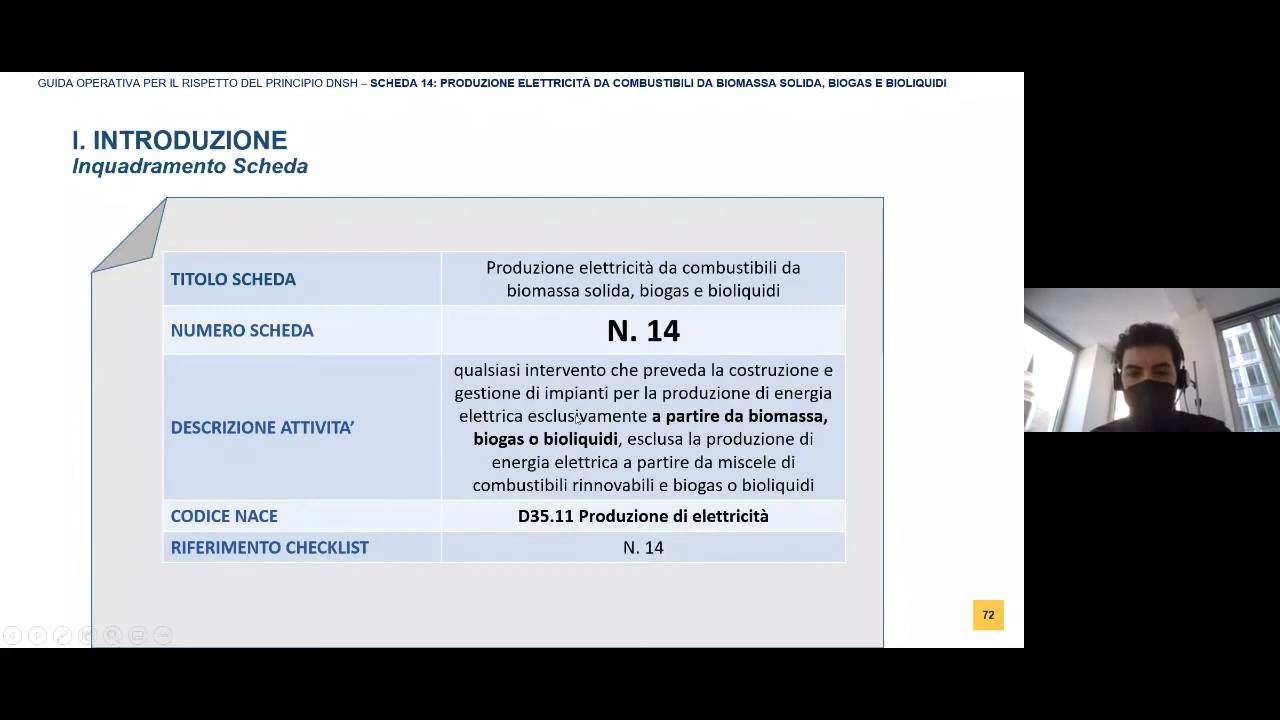 GUIDA OPERATIVA PER IL RISPETTO DEL PRINCIPIO DNSH – SCHEDA 14: PRODUZIONE ELETTRICITÀ DA COMBUSTIBILI DA BIOMASSA SOLIDA, BIOGAS E BIOLIQUIDI
I. INTRODUZIONE
Inquadramento Scheda
TITOLO SCHEDA
Produzione elettricità da combustibili da
biomassa solida, biogas e bioliquidi
NUMERO SCHEDA
N. 14
DESCRIZIONE ATTIVITA’
qualsiasi intervento che preveda la costruzione e
gestione di impianti per la produzione di energia
elettrica esclusivamente a partire da biomassa,
biogas o bioliquidi, esclusa la produzione di
energia elettrica a partire da miscele di
combustibili rinnovabili e biogas o bioliquidi
CODICE NACE
D35.11 Produzione di elettricità
RIFERIMENTO CHECKLIST
N. 14
72